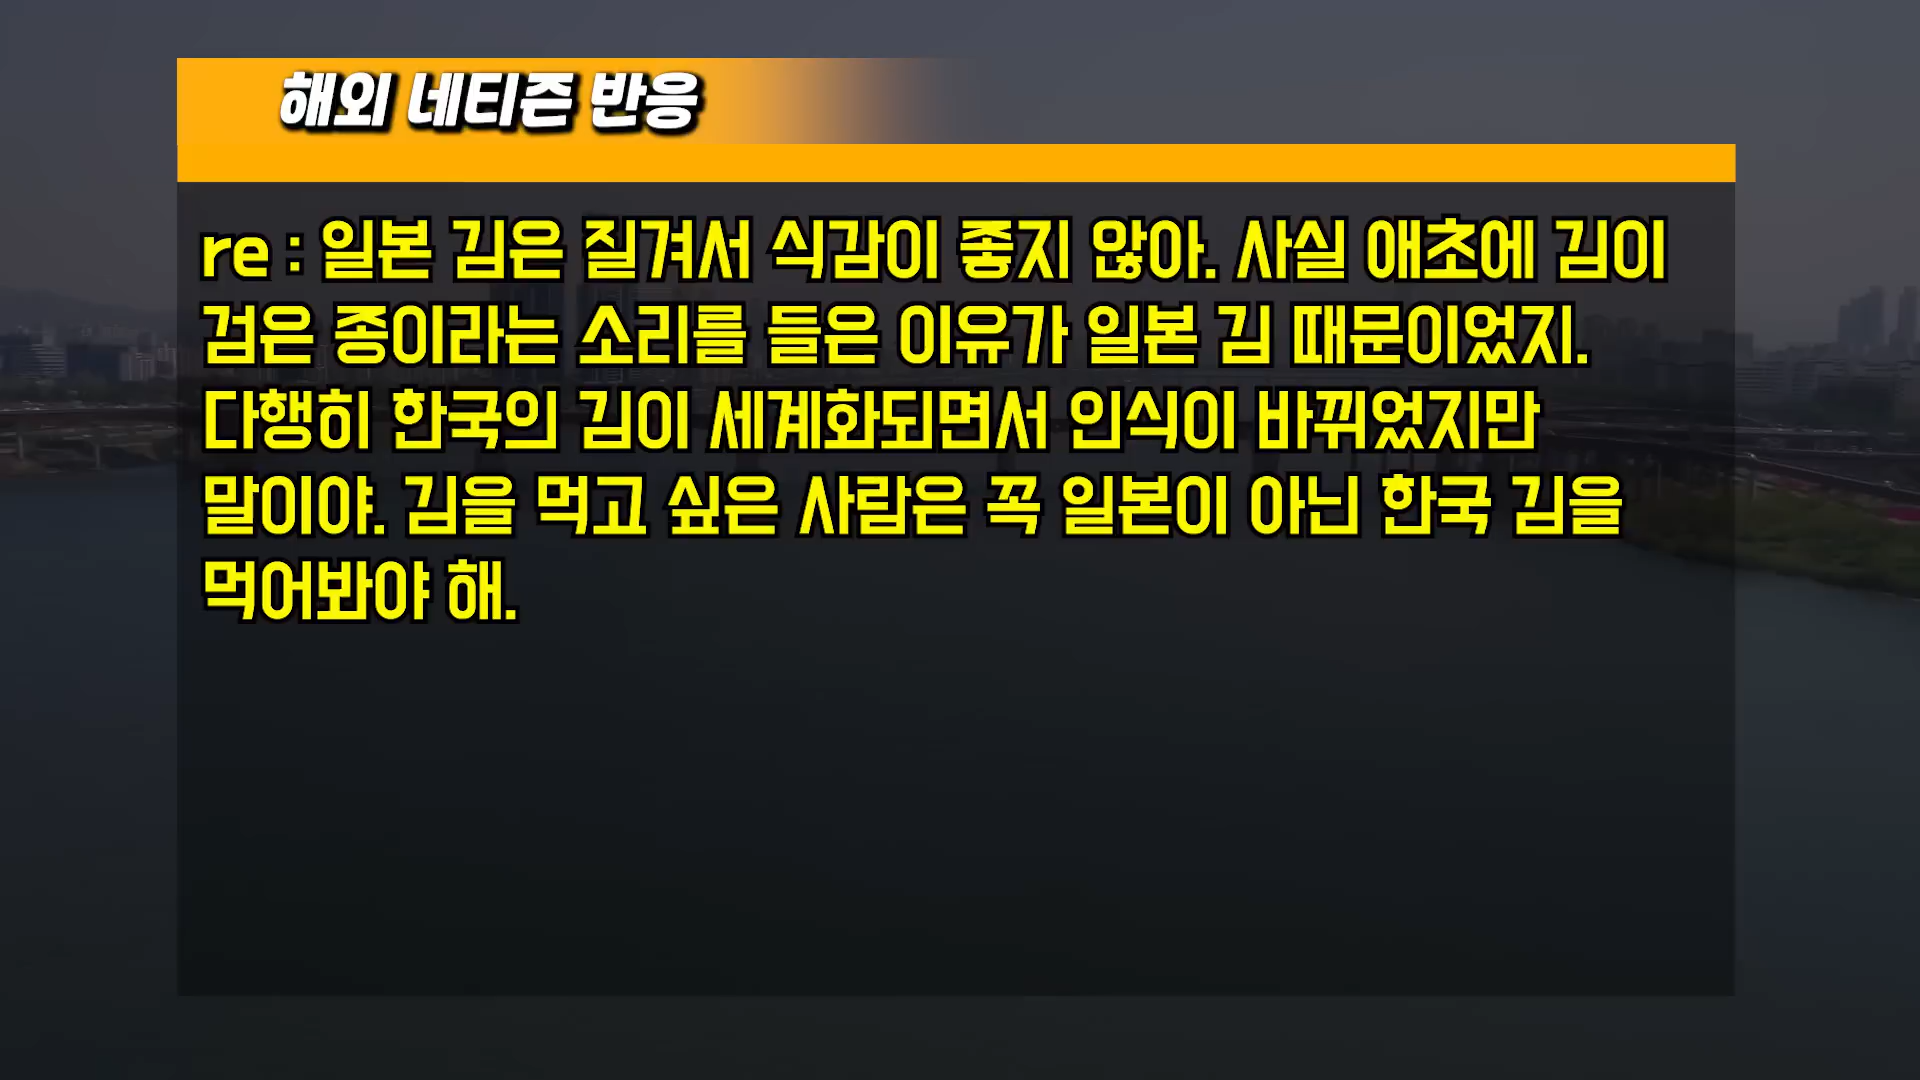 해외 네티즌 반응
re : 일본 김은 질겨서 식감이 좋지 않아. 사실 애초에 김이
검은 종이라는 소리를 들은 이유가 일본 김 때문이었지.
다행히 한국의 김이 세계화되면서 인식이 바뀌었지만
말이야. 김을 먹고 싶은 사람은 꼭 일본이 아닌 한국 김을
먹어봐야 해.